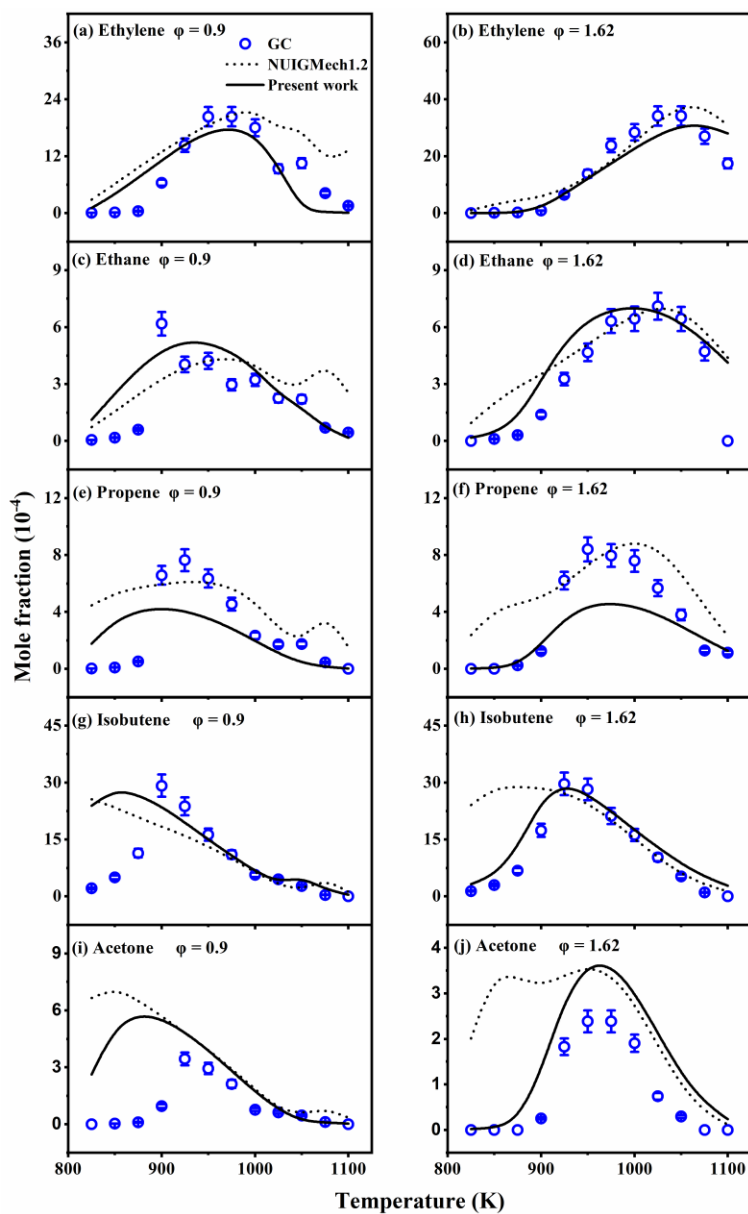 (a) Ethylene φ = 0.9
GC
NUIGMech1.2
Present work
36
24
12
0
(b) Ethylene φ = 1.62
60
40
20
0
(c) Ethane φ = 0.9
9
6
3
0
(d) Ethane φ = 1.62
9
6
3
0
(e) Propene φ = 0.9
12
8
4
0
(f) Propene φ = 1.62
12
8
4
0
(g) Isobutene φ = 0.9
45
30
15
0
(h) Isobutene φ = 1.62
45
30
15
0
(i) Acetone φ = 0.9
9
6
3
0
(j) Acetone φ = 1.62
4
3
2
1
0
Mole fraction (10⁻⁴)
800 900 1000 1100
800 900 1000 1100
Temperature (K)